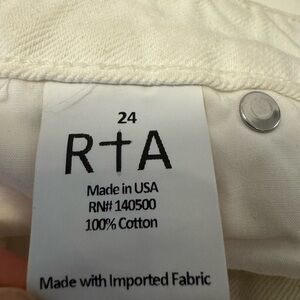 24
R†A
Made in USA
RN# 140500
100% Cotton
Made with Imported Fabric